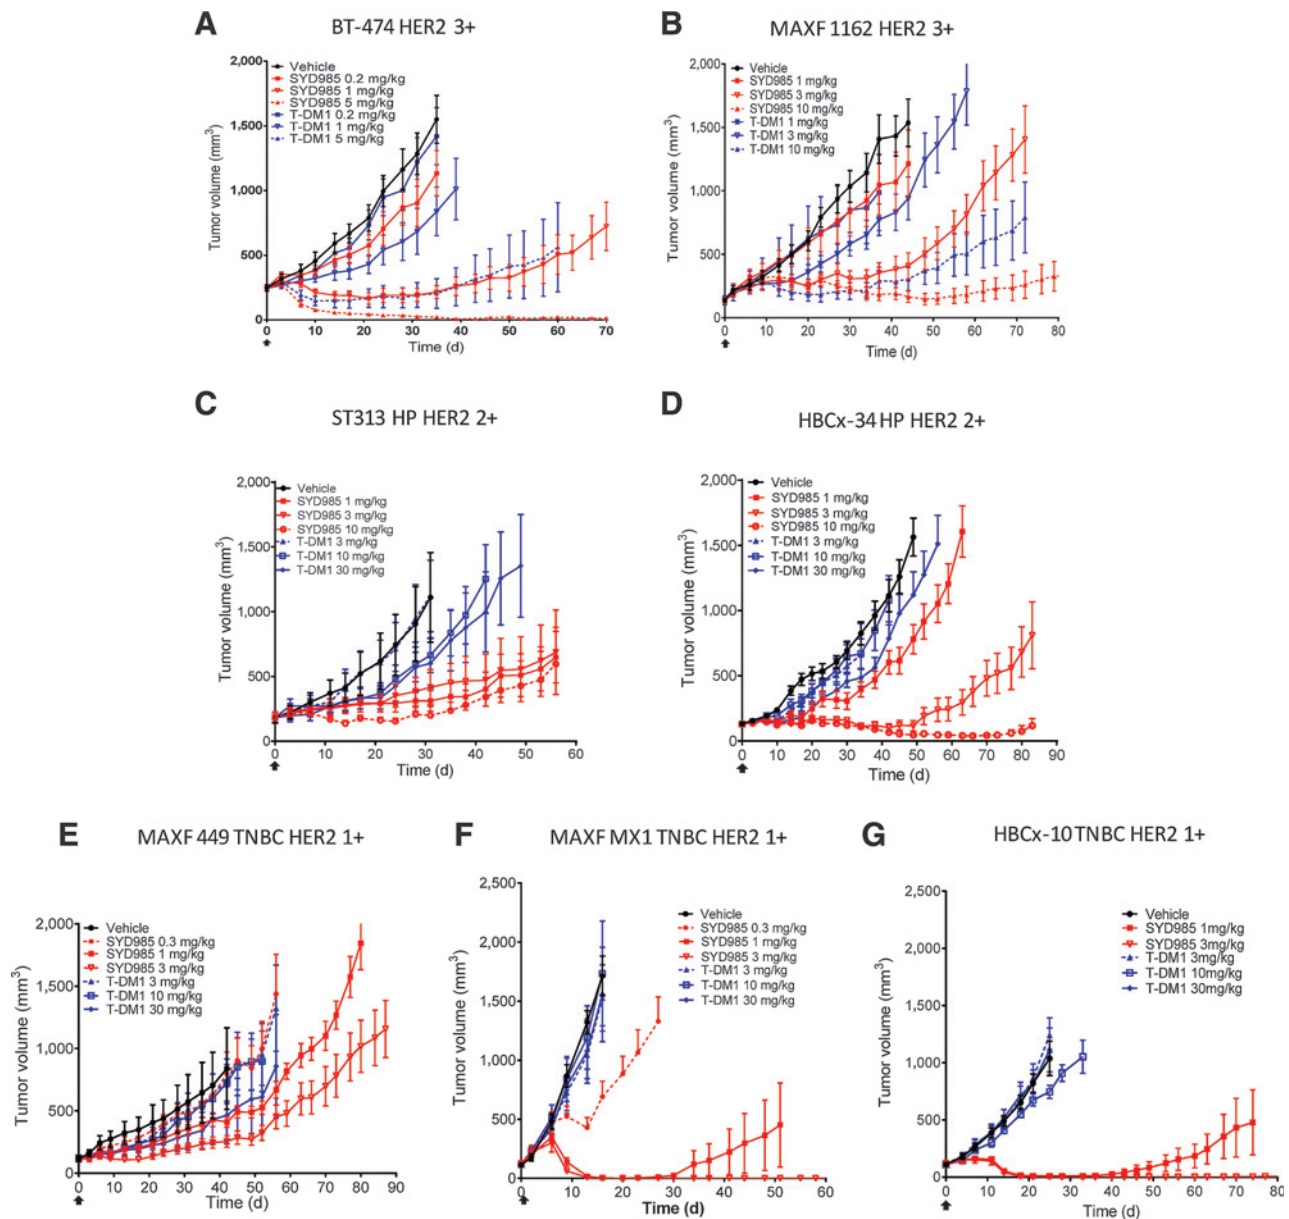 A
BT-474 HER2 3+
2,000
1,500
1,000
500
0
Tumor volume (mm³)
Vehicle
SYD985 0.2 mg/kg
SYD985 1 mg/kg
SYD985 5 mg/kg
T-DM1 0.2 mg/kg
T-DM1 1 mg/kg
T-DM1 5 mg/kg
0 10 20 30 40 50 60 70
Time (d)
B
MAXF 1162 HER2 3+
2,000
1,500
1,000
500
0
Tumor volume (mm³)
Vehicle
SYD985 1 mg/kg
SYD985 3 mg/kg
SYD985 10 mg/kg
T-DM1 1 mg/kg
T-DM1 3 mg/kg
T-DM1 10 mg/kg
0 10 20 30 40 50 60 70 80
Time (d)
C
ST313 HP HER2 2+
2,000
1,500
1,000
500
0
Tumor volume (mm³)
Vehicle
SYD985 1 mg/kg
SYD985 3 mg/kg
SYD985 10 mg/kg
T-DM1 3 mg/kg
T-DM1 10 mg/kg
T-DM1 30 mg/kg
0 10 20 30 40 50 60
Time (d)
D
HBCx-34 HP HER2 2+
2,000
1,500
1,000
500
0
Tumor volume (mm³)
Vehicle
SYD985 1 mg/kg
SYD985 3 mg/kg
SYD985 10 mg/kg
T-DM1 3 mg/kg
T-DM1 10 mg/kg
T-DM1 30 mg/kg
0 10 20 30 40 50 60 70 80 90
Time (d)
E
MAXF 449 TNBC HER2 1+
2,000
1,500
1,000
500
0
Tumor volume (mm³)
Vehicle
SYD985 0.3 mg/kg
SYD985 1 mg/kg
SYD985 3 mg/kg
T-DM1 3 mg/kg
T-DM1 10 mg/kg
T-DM1 30 mg/kg
0 10 20 30 40 50 60 70 80 90
Time (d)
F
MAXF MX1 TNBC HER2 1+
2,500
2,000
1,500
1,000
500
0
Tumor volume (mm³)
Vehicle
SYD985 0.3 mg/kg
SYD985 1 mg/kg
SYD985 3 mg/kg
T-DM1 3 mg/kg
T-DM1 10 mg/kg
T-DM1 30 mg/kg
0 10 20 30 40 50 60
Time (d)
G
HBCx-10 TNBC HER2 1+
2,500
2,000
1,500
1,000
500
0
Tumor volume (mm³)
Vehicle
SYD985 1mg/kg
SYD985 3mg/kg
T-DM1 3mg/kg
T-DM1 10mg/kg
T-DM1 30mg/kg
0 10 20 30 40 50 60 70 80
Time (d)